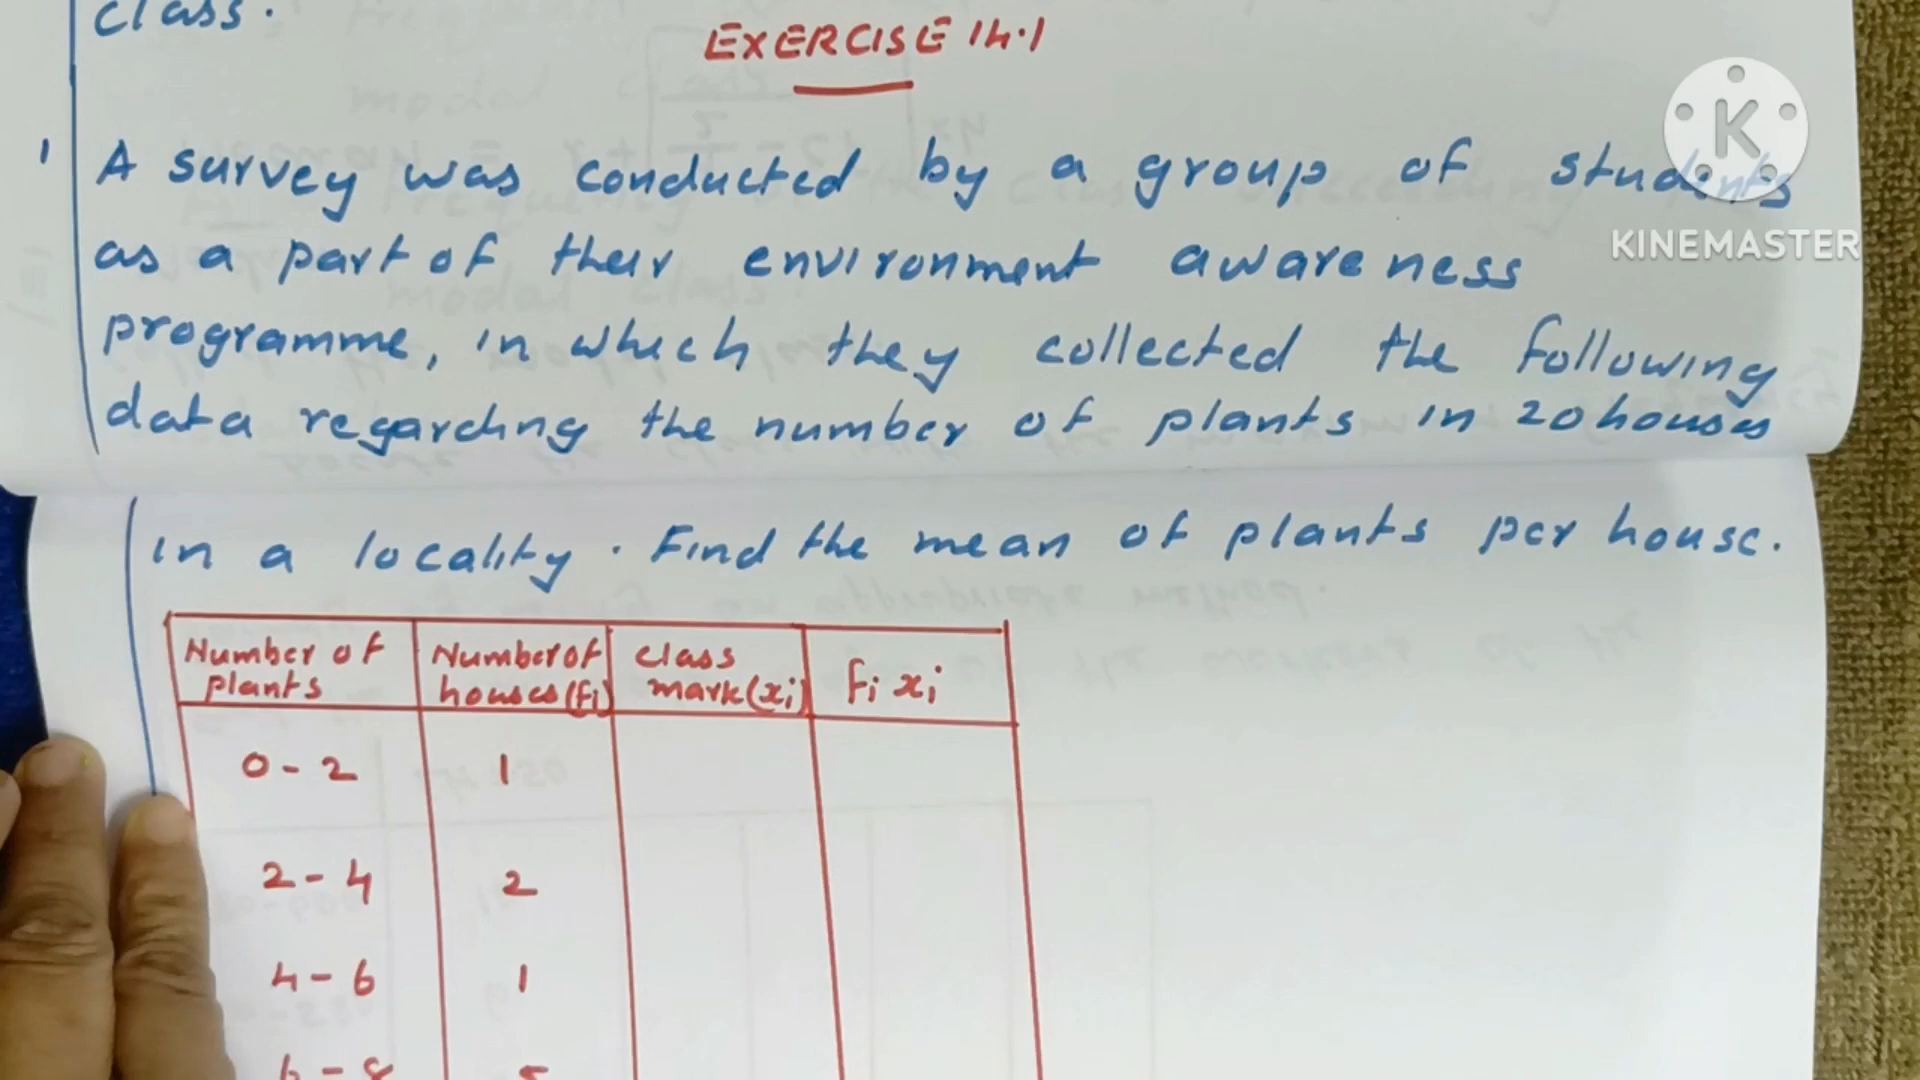 class.
EXERCISE 14.1
1 A survey was conducted by a group of students
KINEMASTER
as a part of their environment awareness
programme, in which they collected the following
data regarding the number of plants in 20 houses
in a locality. Find the mean of plants per house.
Number of plants | Number of houses (fi) | class mark (xi) | fi xi
0-2 | 1
2-4 | 2
4-6 | 1
6-8 | 5